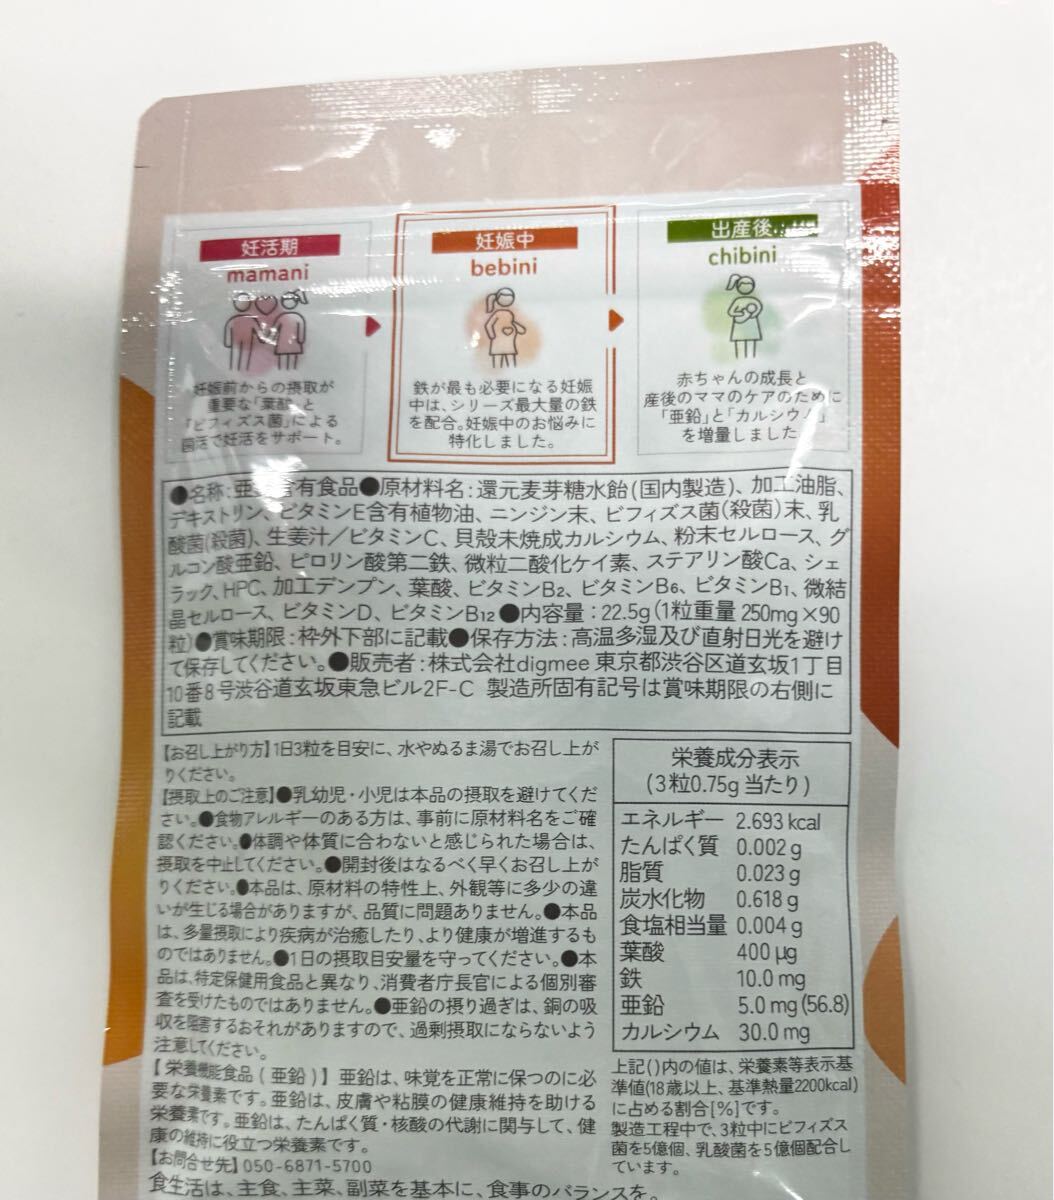 妊活期
mamani
妊娠前からの摂取が
重要な「葉酸」と
「ビフィズス菌」による
菌活で妊活をサポート。
妊娠中
bebini
鉄が最も必要になる妊娠
中は、シリーズ最大量の鉄
を配合。妊娠中のお悩みに
特化しました。
出産後
chibini
赤ちゃんの成長と
産後のママのケアのために
「亜鉛」と「カルシウム」
を増量しました。
●名称:亜鉛含有食品●原材料名:還元麦芽糖水飴(国内製造)、加工油脂、
デキストリン、ビタミンE含有植物油、ニンジン末、ビフィズス菌(殺菌)末、乳
酸菌(殺菌)、生姜汁/ビタミンC、貝殻未焼成カルシウム、粉末セルロース、グ
ルコン酸亜鉛、ピロリン酸第二鉄、微粒二酸化ケイ素、ステアリン酸Ca、シェ
ラック、HPC、加工デンプン、葉酸、ビタミンB2、ビタミンB6、ビタミンB1、微結
晶セルロース、ビタミンD、ビタミンB12●内容量:22.5g(1粒重量 250mg×90
粒)●賞味期限:枠外下部に記載●保存方法:高温多湿及び直射日光を避け
て保存してください。●販売者:株式会社digmee 東京都渋谷区道玄坂1丁目
10番8号渋谷道玄坂東急ビル2F-C 製造所固有記号は賞味期限の右側に
記載
【お召し上がり方】1日3粒を目安に、水やぬるま湯でお召し上が
りください。
【摂取上のご注意】●乳幼児・小児は本品の摂取を避けてくだ
さい。●食物アレルギーのある方は、事前に原材料名をご確
認ください。●体調や体質に合わないと感じられた場合は、
摂取を中止してください。●開封後はなるべく早くお召し上が
りください。●本品は、原材料の特性上、外観等に多少の違
いが生じる場合がありますが、品質に問題ありません。●本品
は、多量摂取により疾病が治癒したり、より健康が増進するも
のではありません。●1日の摂取目安量を守ってください。●本
品は、特定保健用食品と異なり、消費者庁長官による個別審
査を受けたものではありません。●亜鉛の摂り過ぎは、銅の吸
収を阻害するおそれがありますので、過剰摂取にならないよう
注意してください。
【栄養機能食品(亜鉛)】亜鉛は、味覚を正常に保つのに必
要な栄養素です。亜鉛は、皮膚や粘膜の健康維持を助ける
栄養素です。亜鉛は、たんぱく質・核酸の代謝に関与して、健
康の維持に役立つ栄養素です。
【お問合せ先】050-6871-5700
食生活は、主食、主菜、副菜を基本に、食事のバランスを。
栄養成分表示
(3粒0.75g当たり)
エネルギー 2.693kcal
たんぱく質 0.002g
脂質 0.023g
炭水化物 0.618g
食塩相当量 0.004g
葉酸 400μg
鉄 10.0mg
亜鉛 5.0mg(56.8)
カルシウム 30.0mg
上記()内の値は、栄養素等表示基
準値(18歳以上、基準熱量2200kcal)
に占める割合[%]です。
製造工程中で、3粒中にビフィズス
菌を5億個、乳酸菌を5億個配合し
ています。